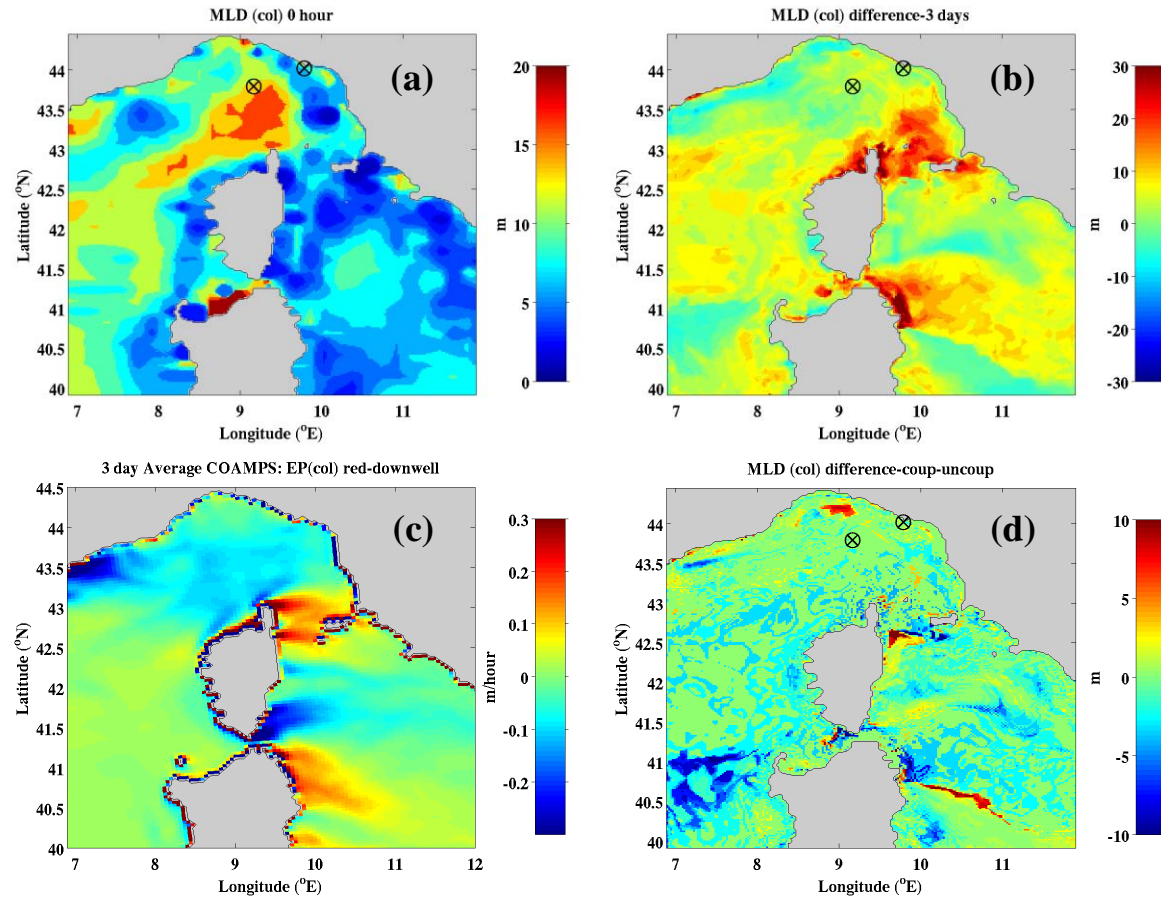 MLD (col) 0 hour
(a)
44
43.5
43
42.5
42
41.5
41
40.5
40
Latitude (°N)
7 8 9 10 11
Longitude (°E)
20
15
10
5
0
m
MLD (col) difference-3 days
(b)
44
43.5
43
42.5
42
41.5
41
40.5
40
Latitude (°N)
7 8 9 10 11
Longitude (°E)
30
20
10
0
-10
-20
-30
m
3 day Average COAMPS: EP(col) red-downwell
(c)
44.5
44
43.5
43
42.5
42
41.5
41
40.5
40
Latitude (°N)
7 8 9 10 11 12
Longitude (°E)
0.3
0.2
0.1
0
-0.1
-0.2
m/hour
MLD (col) difference-coup-uncoup
(d)
44
43.5
43
42.5
42
41.5
41
40.5
40
Latitude (°N)
7 8 9 10 11
Longitude (°E)
10
5
0
-5
-10
m